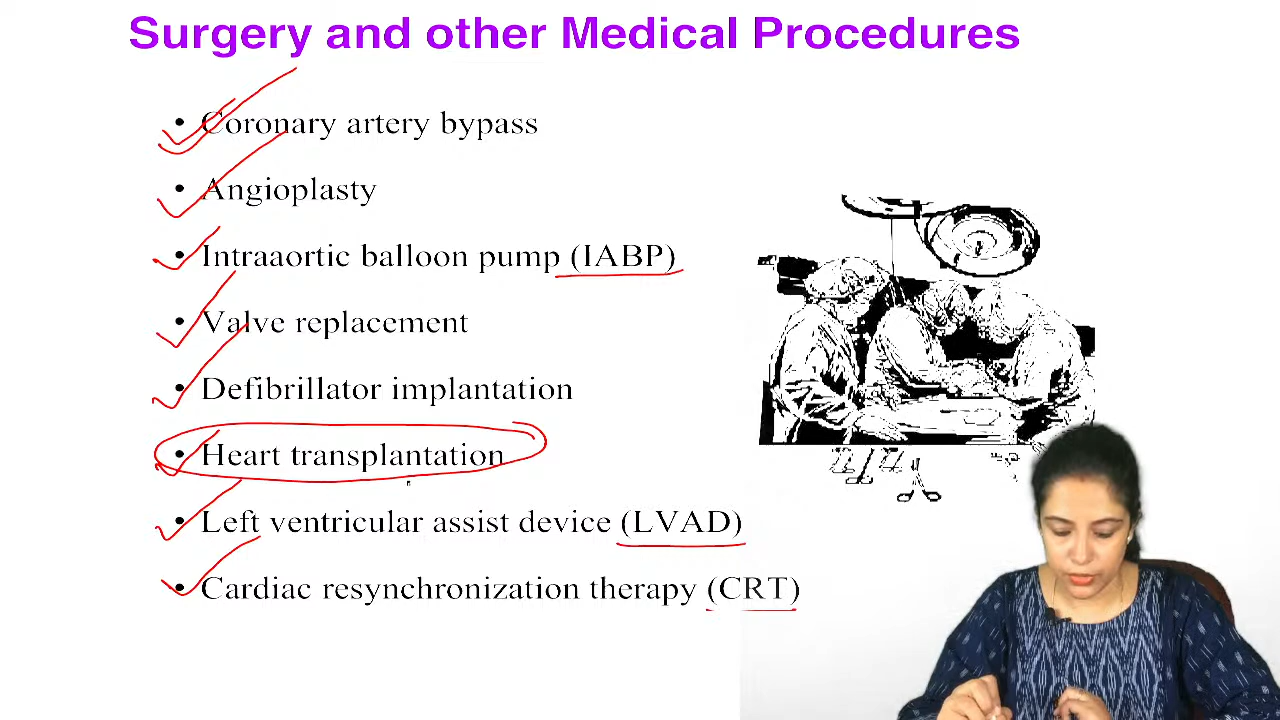 Surgery and other Medical Procedures
• Coronary artery bypass
• Angioplasty
• Intraaortic balloon pump (IABP)
• Valve replacement
• Defibrillator implantation
• Heart transplantation
• Left ventricular assist device (LVAD)
• Cardiac resynchronization therapy (CRT)